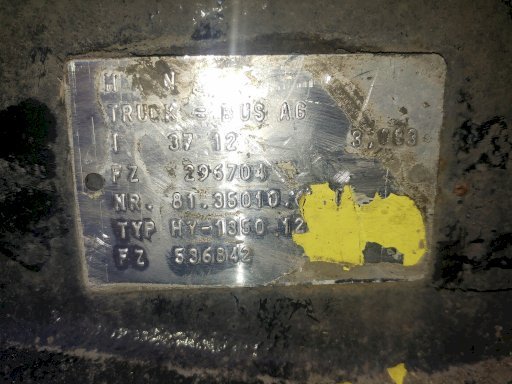 M N
TRUCK - BUS AG
I 37 12 3,083
FZ 296704
NR. 81.35010.
TYP HY-1350 12
FZ 536842